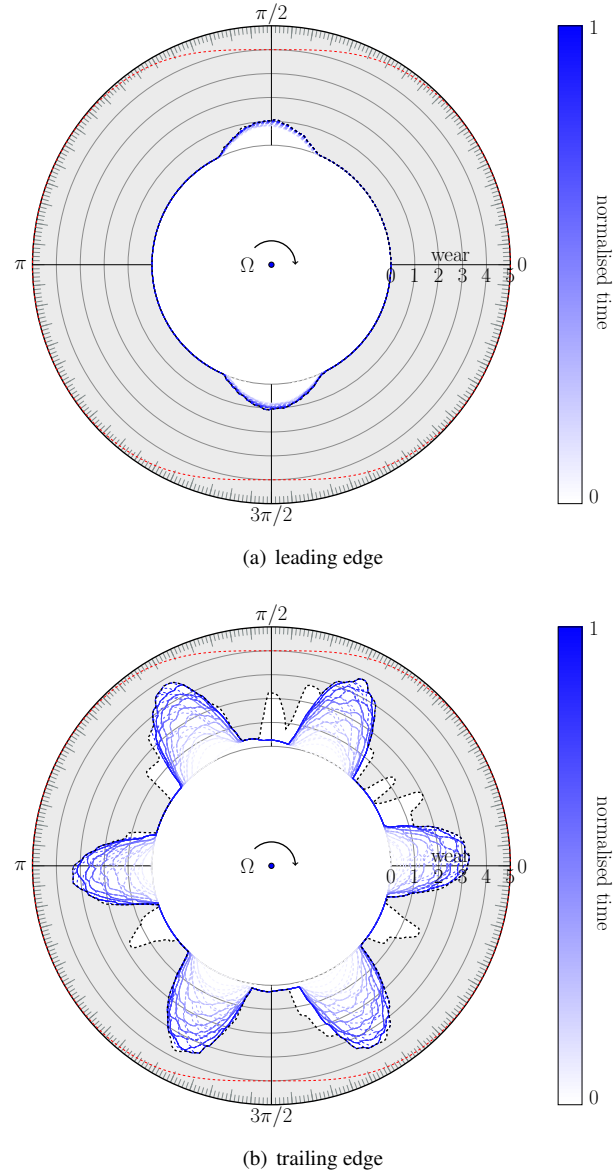 π/2
1
π
Ω
wear
0 1 2 3 4 5
0
normalised time
0
3π/2
(a) leading edge
π/2
1
π
Ω
wear
0 1 2 3 4 5
0
normalised time
0
3π/2
(b) trailing edge